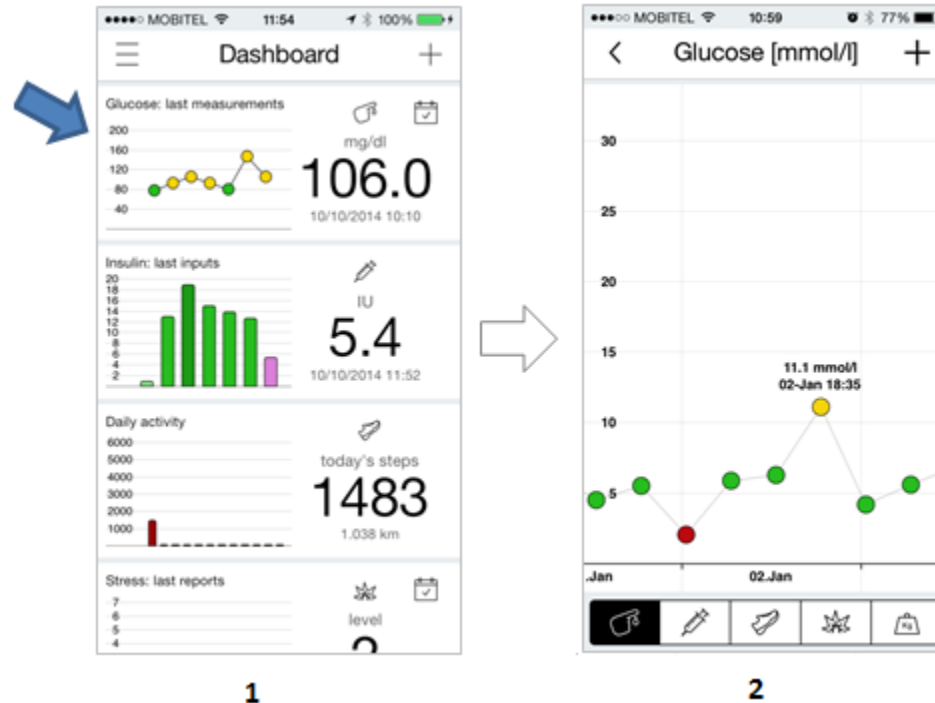 MOBITEL 11:54 100%
Dashboard
Glucose: last measurements
200
160
120
80
40
mg/dl
106.0
10/10/2014 10:10
Insulin: last inputs
20
18
16
14
12
10
8
6
4
2
IU
5.4
10/10/2014 11:52
Daily activity
6000
5000
4000
3000
2000
1000
today's steps
1483
1.038 km
Stress: last reports
7
6
5
4
level
1
MOBITEL 10:59 77%
Glucose [mmol/l]
30
25
20
15
10
5
11.1 mmol/l
02-Jan 18:35
.Jan 02.Jan
Kg
2